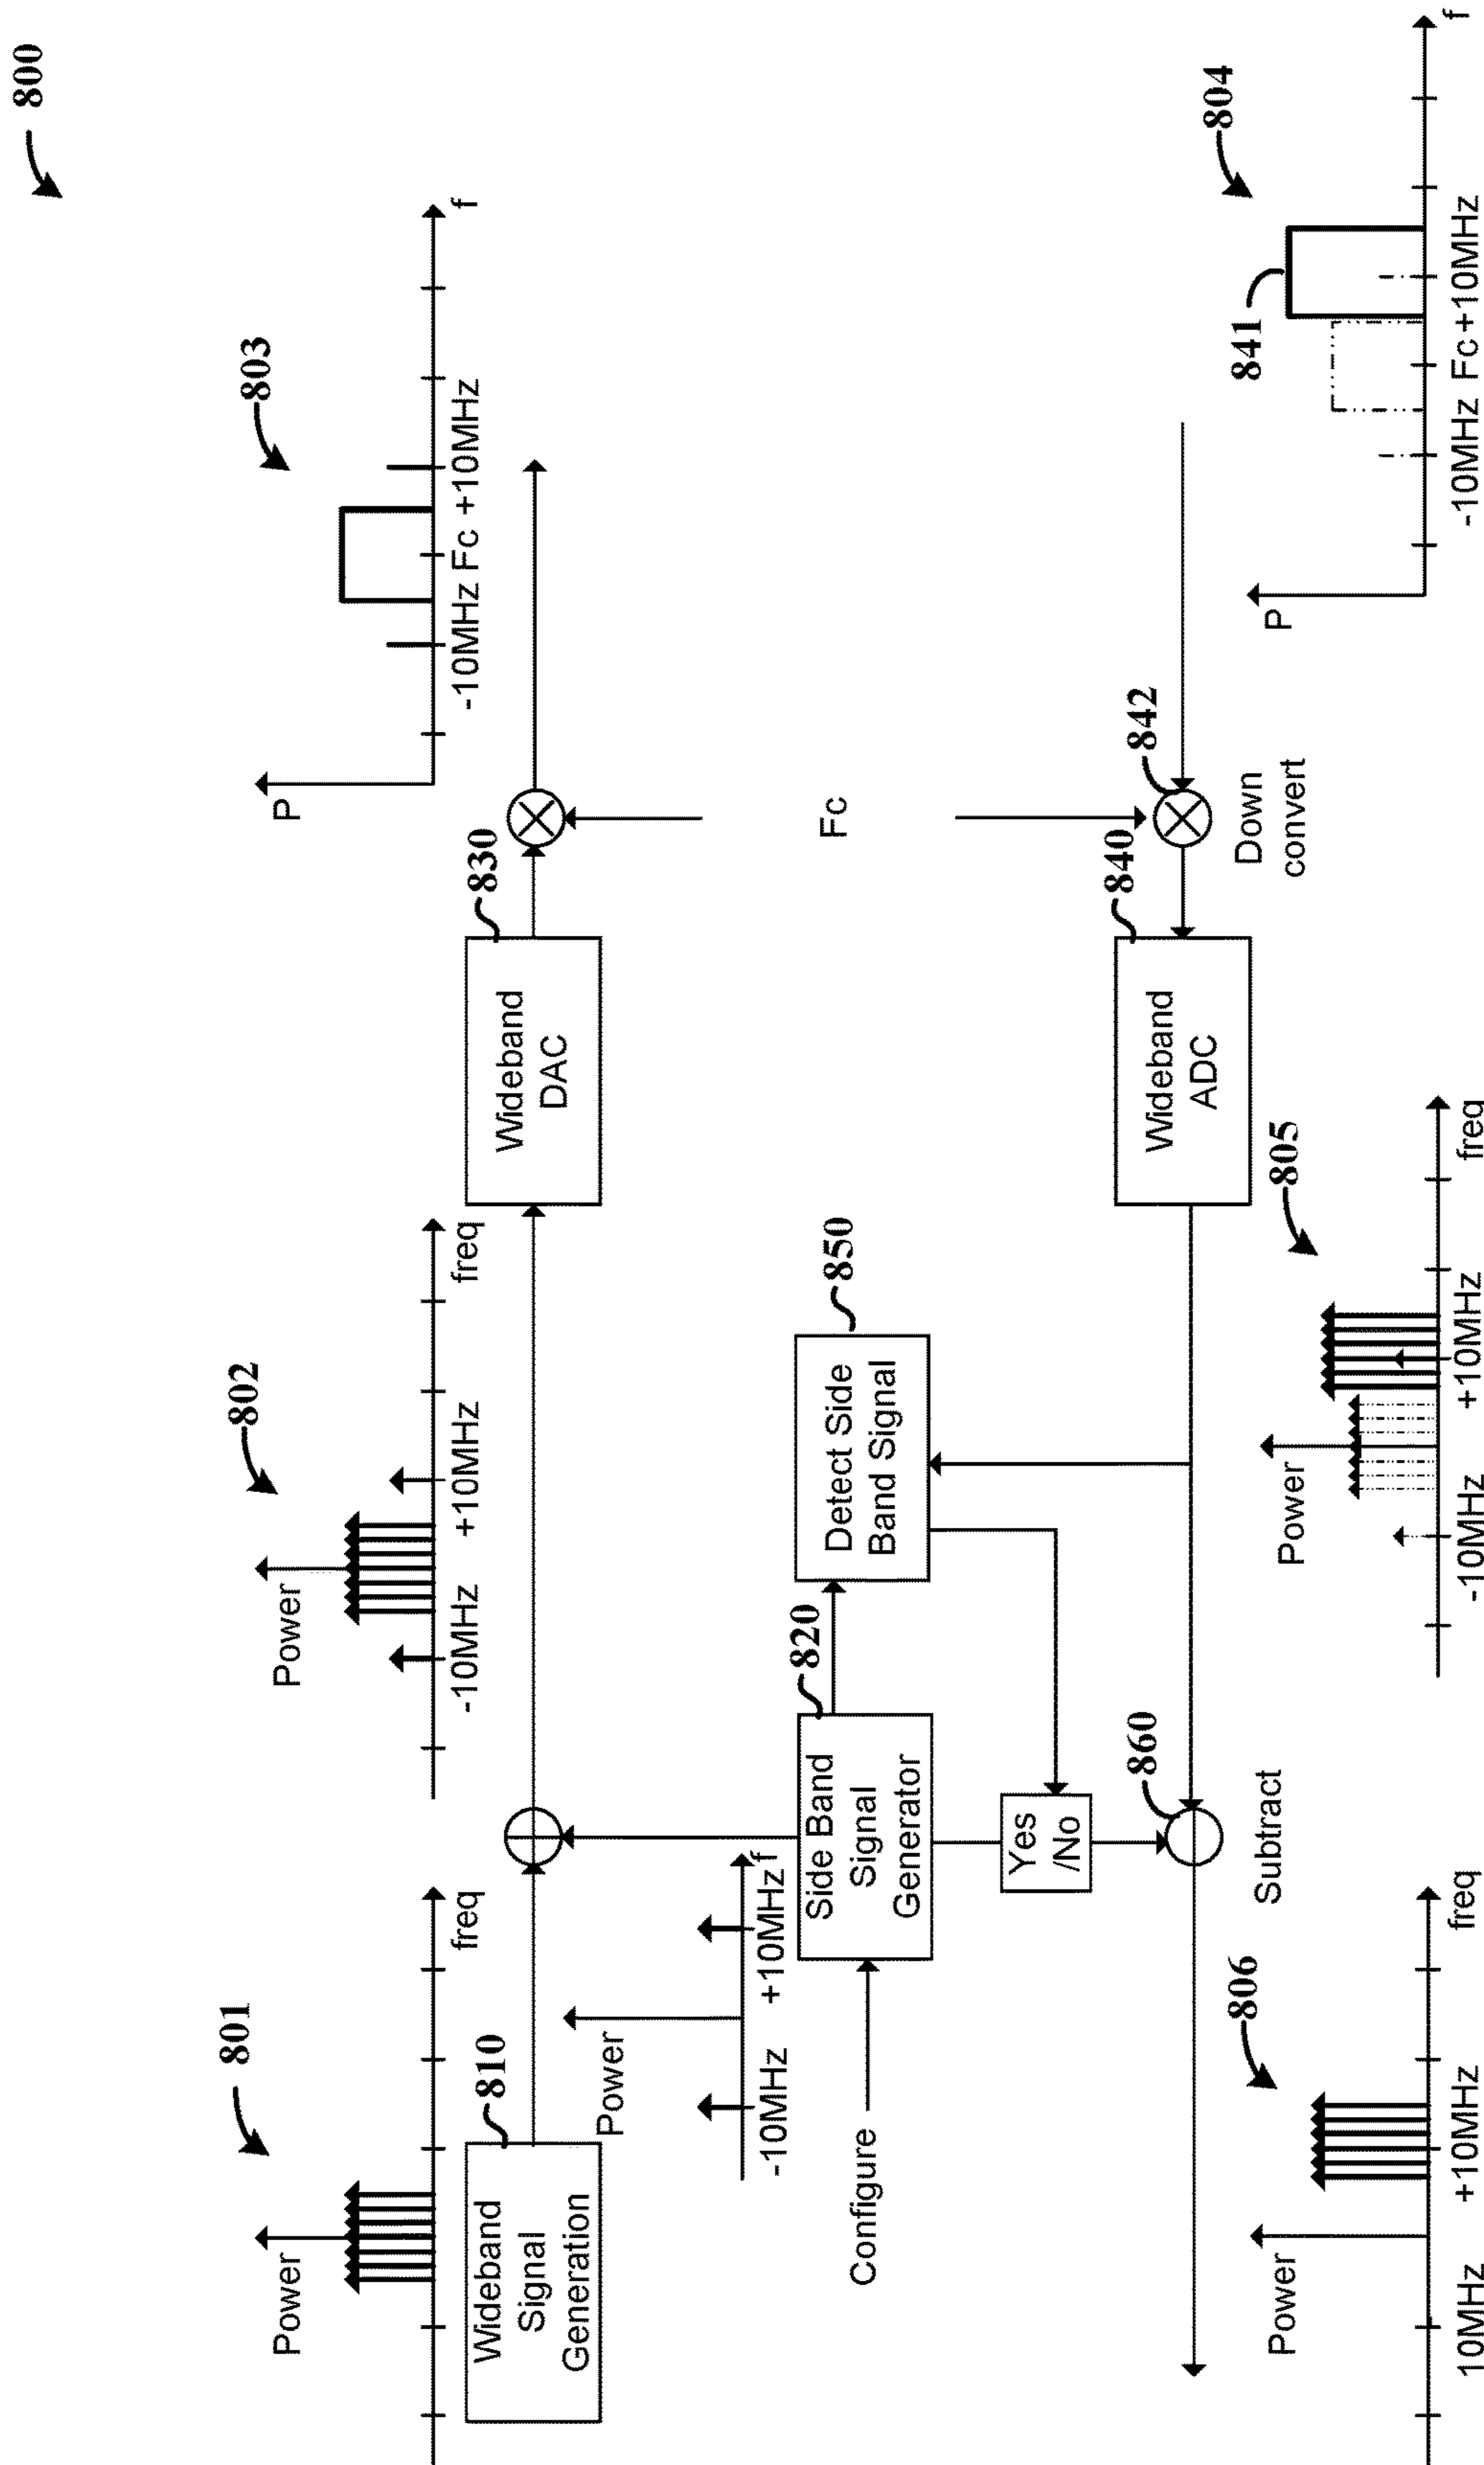 800
801
Power
freq
802
Power
-10MHz
+10MHz
freq
803
P
-10MHz Fc +10MHz
f
810
Wideband
Signal
Generation
830
Wideband
DAC
Power
-10MHz
+10MHz
f
Configure
820
Side Band
Signal
Generator
850
Detect Side
Band Signal
Fc
Yes
/No
860
Subtract
840
Wideband
ADC
842
Down
convert
806
Power
10MHz
+10MHz
freq
805
Power
-10MHz
+10MHz
freq
804
841
P
-10MHz Fc +10MHz
f